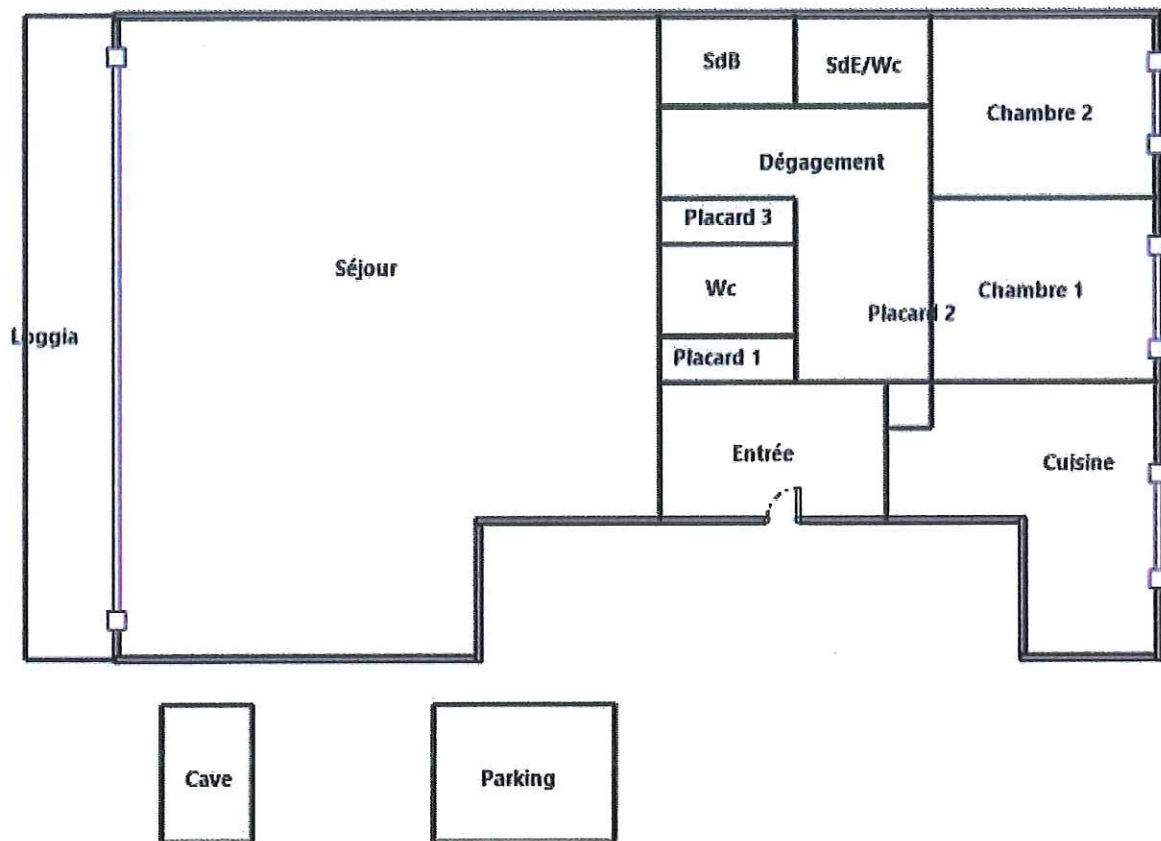 SdB
SdE/Wc
Chambre 2
Dégagement
Placard 3
Séjour
Wc
Chambre 1
Placard 2
Loggia
Placard 1
Entrée
Cuisine
Cave
Parking